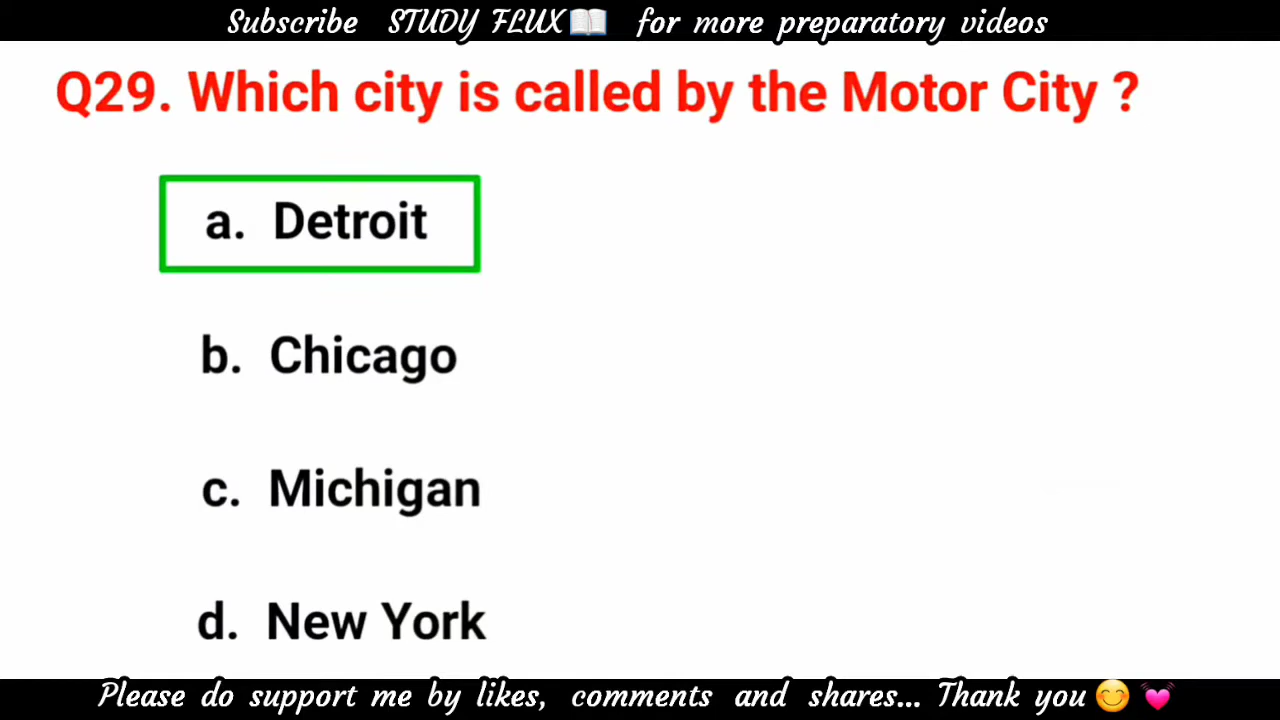 Subscribe STUDY FLUX📖 for more preparatory videos
Q29. Which city is called by the Motor City ?
a. Detroit
b. Chicago
c. Michigan
d. New York
Please do support me by likes, comments and shares... Thank you😊💓